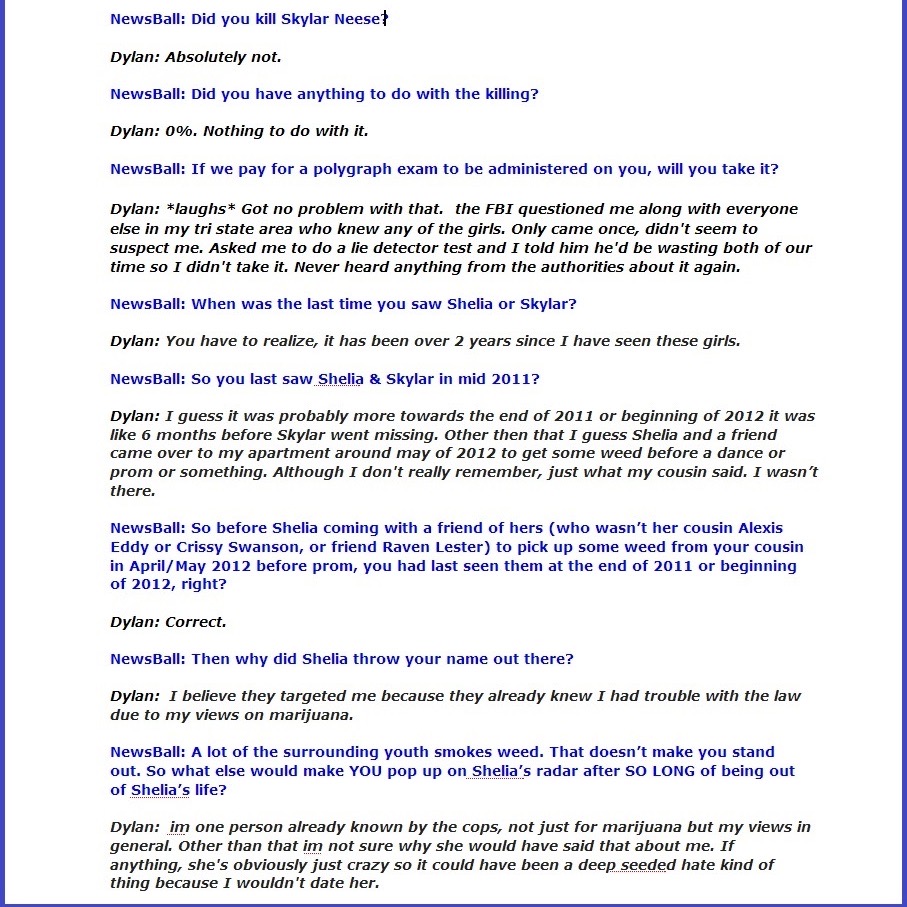 NewsBall: Did you kill Skylar Neese?
Dylan: Absolutely not.
NewsBall: Did you have anything to do with the killing?
Dylan: 0%. Nothing to do with it.
NewsBall: If we pay for a polygraph exam to be administered on you, will you take it?
Dylan: *laughs* Got no problem with that.  the FBI questioned me along with everyone
else in my tri state area who knew any of the girls. Only came once, didn't seem to
suspect me. Asked me to do a lie detector test and I told him he'd be wasting both of our
time so I didn't take it. Never heard anything from the authorities about it again.
NewsBall: When was the last time you saw Shelia or Skylar?
Dylan: You have to realize, it has been over 2 years since I have seen these girls.
NewsBall: So you last saw Shelia & Skylar in mid 2011?
Dylan: I guess it was probably more towards the end of 2011 or beginning of 2012 it was
like 6 months before Skylar went missing. Other then that I guess Shelia and a friend
came over to my apartment around may of 2012 to get some weed before a dance or
prom or something. Although I don't really remember, just what my cousin said. I wasn’t
there.
NewsBall: So before Shelia coming with a friend of hers (who wasn’t her cousin Alexis
Eddy or Crissy Swanson, or friend Raven Lester) to pick up some weed from your cousin
in April/May 2012 before prom, you had last seen them at the end of 2011 or beginning
of 2012, right?
Dylan: Correct.
NewsBall: Then why did Shelia throw your name out there?
Dylan:  I believe they targeted me because they already knew I had trouble with the law
due to my views on marijuana.
NewsBall: A lot of the surrounding youth smokes weed. That doesn’t make you stand
out. So what else would make YOU pop up on Shelia’s radar after SO LONG of being out
of Shelia’s life?
Dylan:  im one person already known by the cops, not just for marijuana but my views in
general. Other than that im not sure why she would have said that about me. If
anything, she's obviously just crazy so it could have been a deep seeded hate kind of
thing because I wouldn't date her.